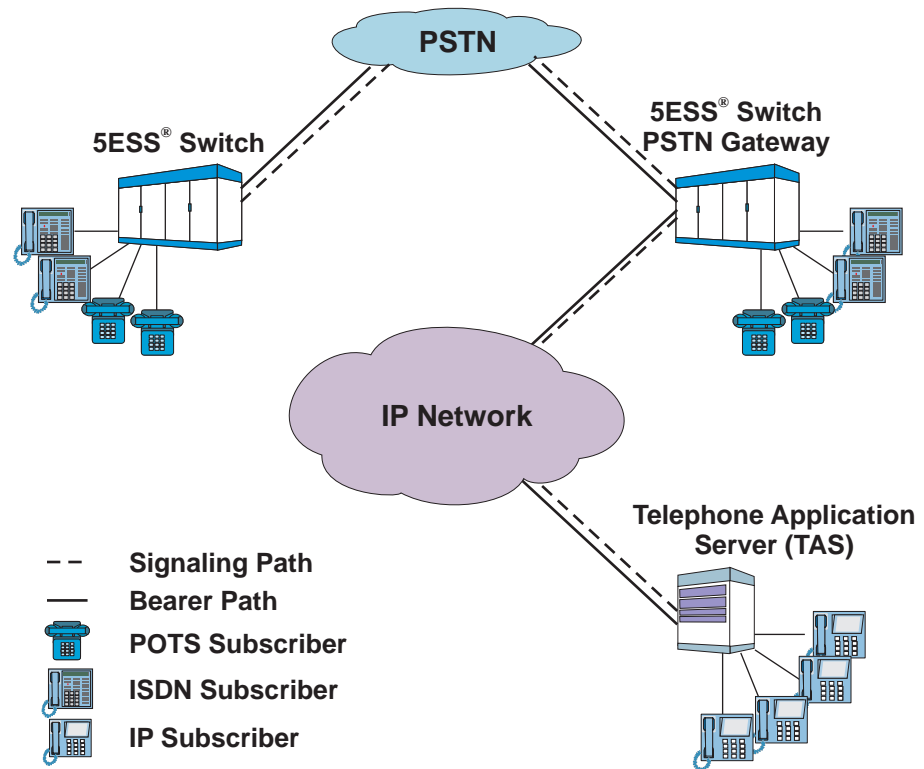 PSTN
5ESS® Switch
5ESS® Switch
PSTN Gateway
IP Network
Telephone Application
Server (TAS)
Signaling Path
Bearer Path
POTS Subscriber
ISDN Subscriber
IP Subscriber